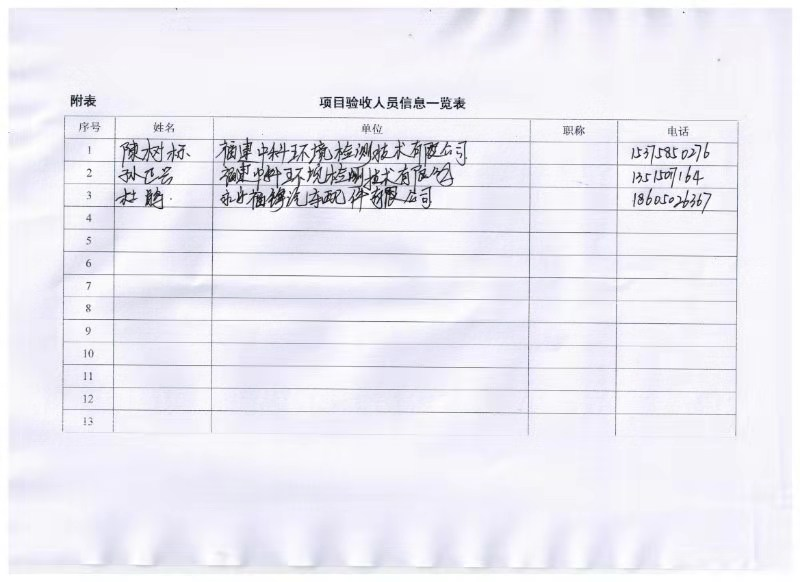 附表
项目验收人员信息一览表
序号 姓名 单位 职称 电话
1 陳树标 福建中科环境检测技术有限公司 15375850276
2 福建中科环境检测技术有限公司 1351507164
3 杜鹏 福 汽车配件有限公司 18605026367
4
5
6
7
8
9
10
11
12
13